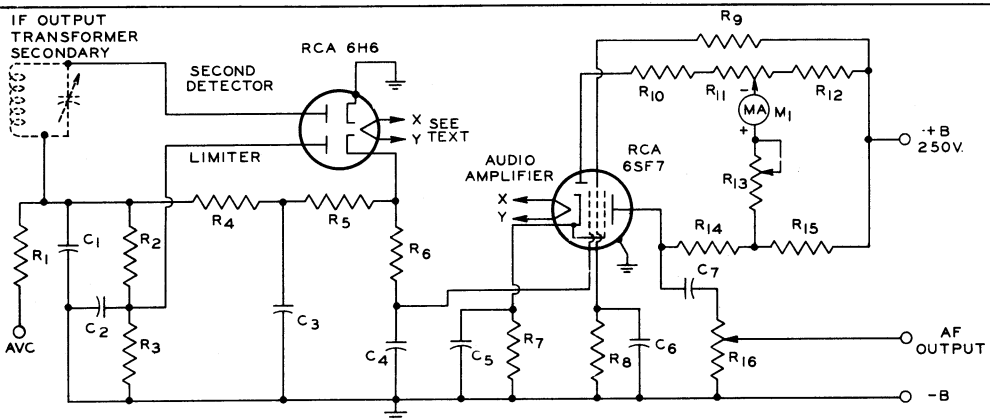 IF OUTPUT
TRANSFORMER
SECONDARY
RCA 6H6
SECOND
DETECTOR
LIMITER
X SEE
Y TEXT
R9
R10
R11
R12
-
MA M1
+
R13
+B
250V.
AUDIO
AMPLIFIER
RCA
6SF7
X
Y
R14
R15
R1
C1
R2
R4
R5
R6
C2
R3
C3
C4
C5
R7
R8
C6
C7
R16
AVC
AF
OUTPUT
-B